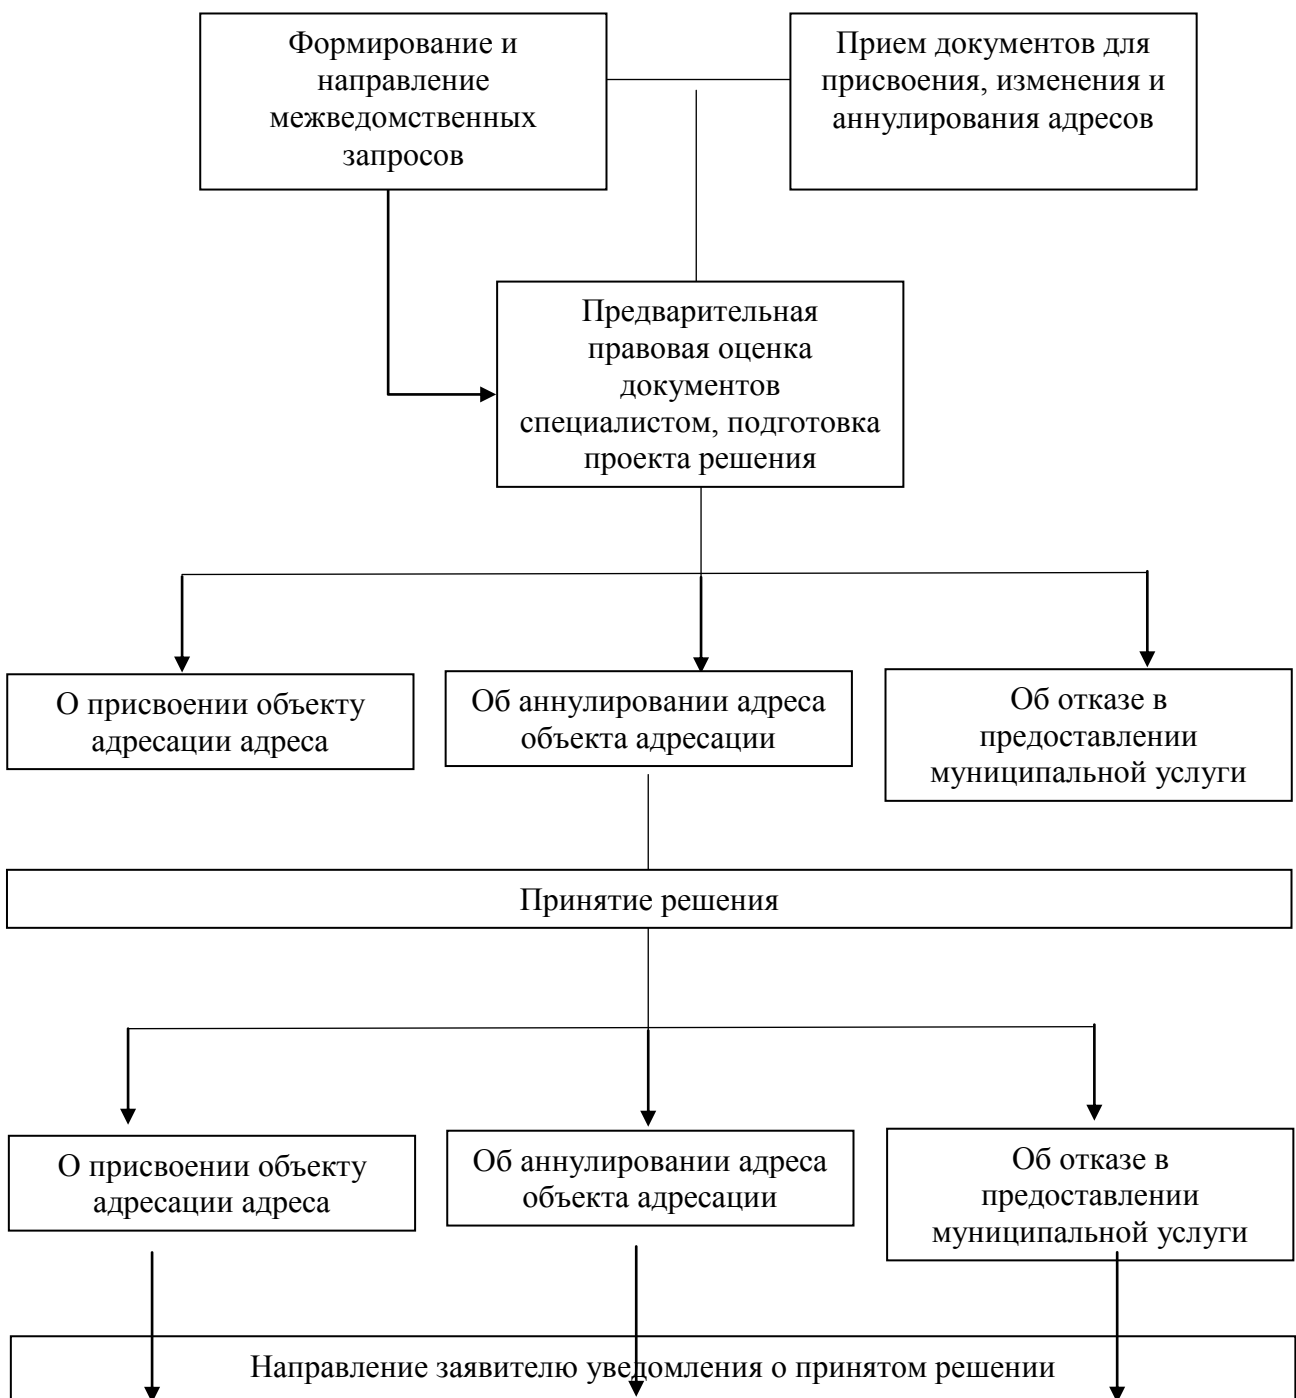 Формирование и
направление
межведомственных
запросов
Прием документов для
присвоения, изменения и
аннулирования адресов
Предварительная
правовая оценка
документов
специалистом, подготовка
проекта решения
О присвоении объекту
адресации адреса
Об аннулировании адреса
объекта адресации
Об отказе в
предоставлении
муниципальной услуги
Принятие решения
О присвоении объекту
адресации адреса
Об аннулировании адреса
объекта адресации
Об отказе в
предоставлении
муниципальной услуги
Направление заявителю уведомления о принятом решении